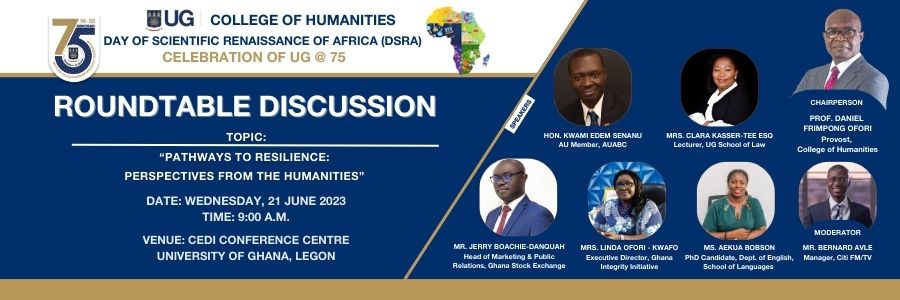 75
ANNIVERSARY
UG
COLLEGE OF HUMANITIES
DAY OF SCIENTIFIC RENAISSANCE OF AFRICA (DSRA)
CELEBRATION OF UG @ 75
ROUNDTABLE DISCUSSION
TOPIC:
“PATHWAYS TO RESILIENCE:
PERSPECTIVES FROM THE HUMANITIES”
DATE: WEDNESDAY, 21 JUNE 2023
TIME: 9:00 A.M.
VENUE: CEDI CONFERENCE CENTRE
UNIVERSITY OF GHANA, LEGON
SPEAKERS
HON. KWAMI EDEM SENANU
AU Member, AUABC
MRS. CLARA KASSER-TEE ESQ
Lecturer, UG School of Law
CHAIRPERSON
PROF. DANIEL
FRIMPONG OFORI
Provost,
College of Humanities
MR. JERRY BOACHIE-DANQUAH
Head of Marketing & Public
Relations, Ghana Stock Exchange
MRS. LINDA OFORI - KWAFO
Executive Director, Ghana
Integrity Initiative
MS. AEKUA BOBSON
PhD Candidate, Dept. of English,
School of Languages
MODERATOR
MR. BERNARD AVLE
Manager, Citi FM/TV